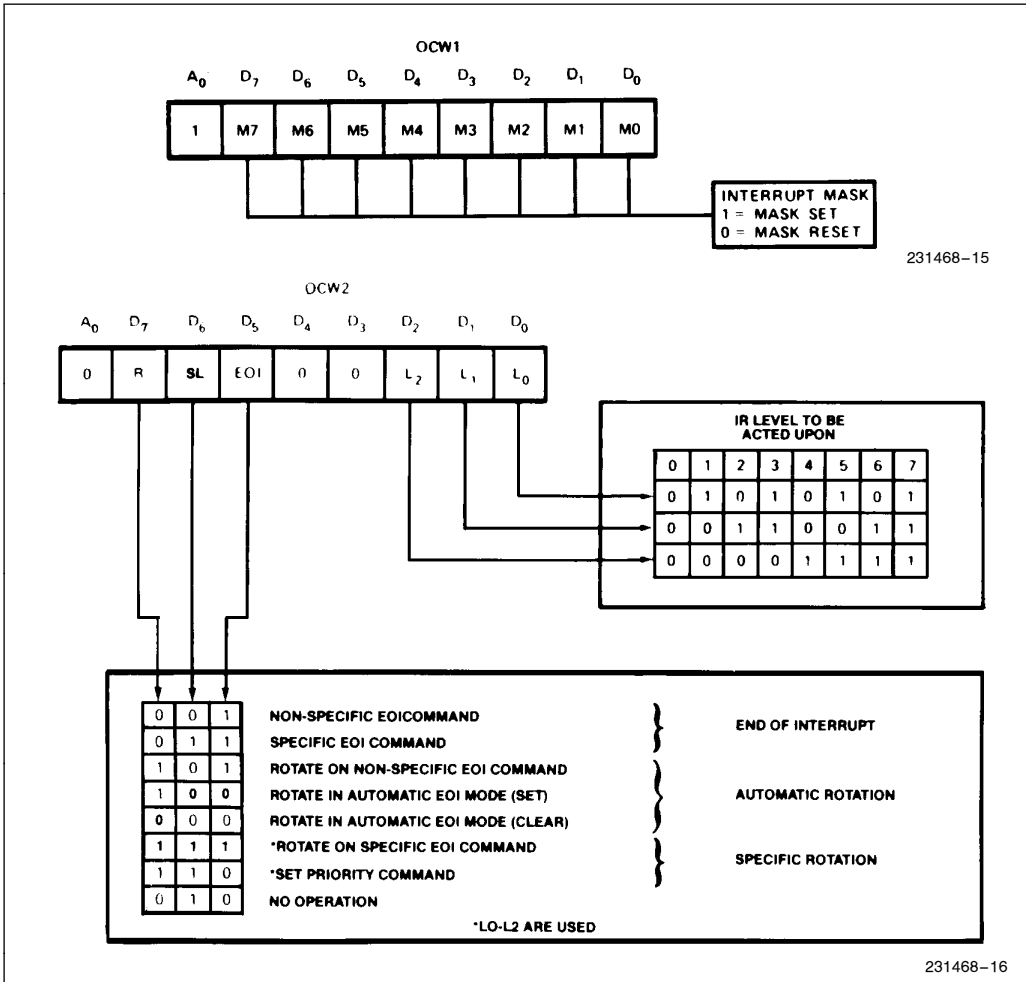 OCW1
A0 D7 D6 D5 D4 D3 D2 D1 D0
1 M7 M6 M5 M4 M3 M2 M1 M0
INTERRUPT MASK
1 = MASK SET
0 = MASK RESET
231468-15
OCW2
A0 D7 D6 D5 D4 D3 D2 D1 D0
0 R SL EOI 0 0 L2 L1 L0
IR LEVEL TO BE
ACTED UPON
0 1 2 3 4 5 6 7
0 1 0 1 0 1 0 1
0 0 1 1 0 0 1 1
0 0 0 0 1 1 1 1
0 0 1 NON-SPECIFIC EOICOMMAND
0 1 1 SPECIFIC EOI COMMAND
END OF INTERRUPT
1 0 1 ROTATE ON NON-SPECIFIC EOI COMMAND
1 0 0 ROTATE IN AUTOMATIC EOI MODE (SET)
0 0 0 ROTATE IN AUTOMATIC EOI MODE (CLEAR)
AUTOMATIC ROTATION
1 1 1 *ROTATE ON SPECIFIC EOI COMMAND
1 1 0 *SET PRIORITY COMMAND
SPECIFIC ROTATION
0 1 0 NO OPERATION
*LO-L2 ARE USED
231468-16